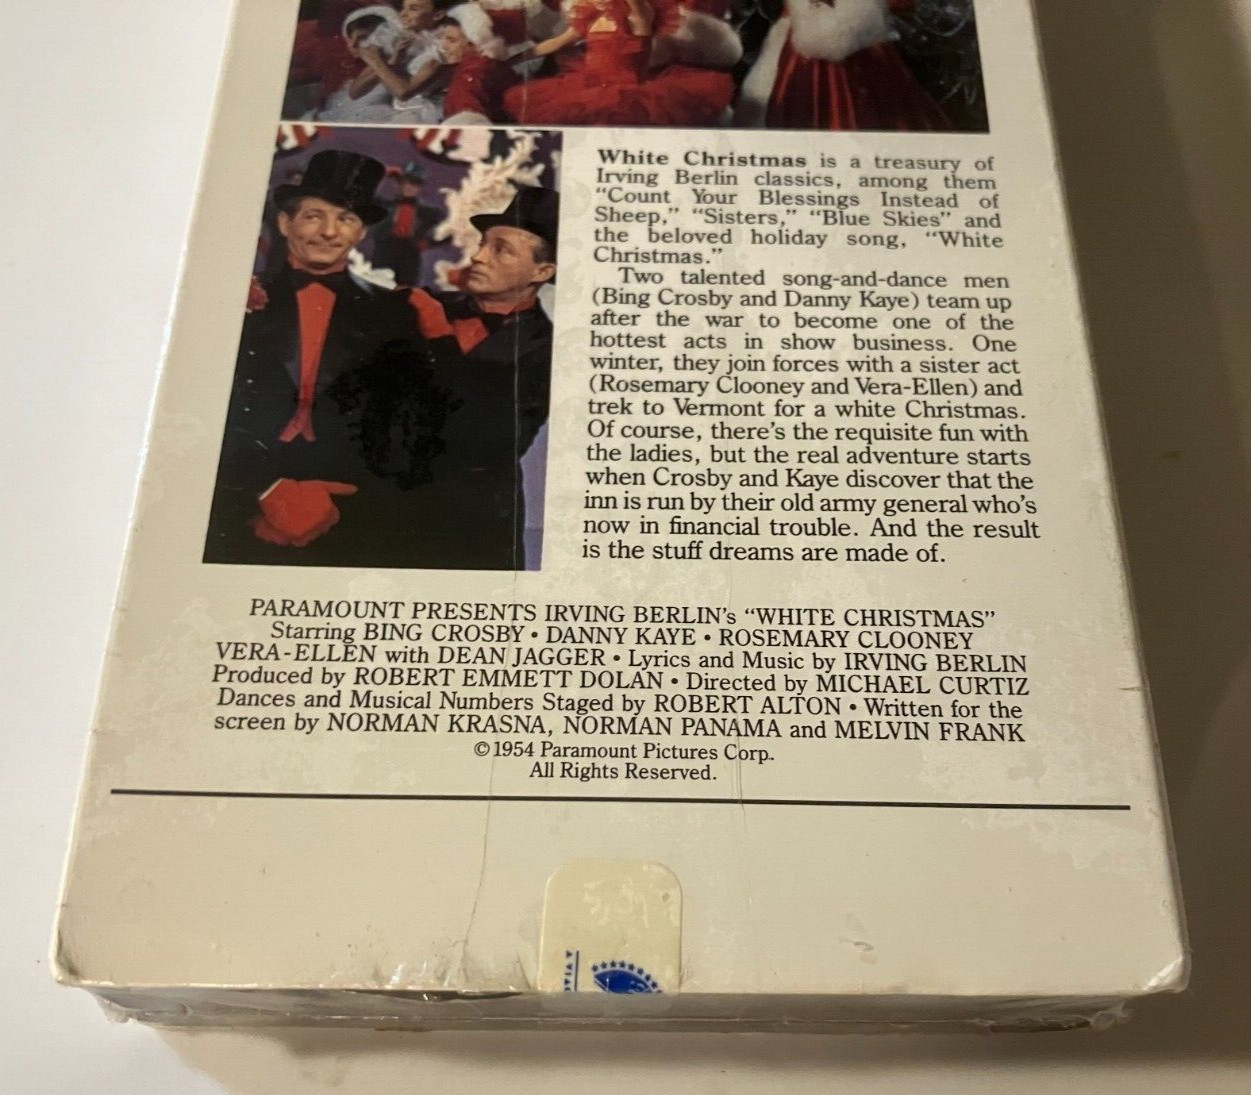 White Christmas is a treasury of
Irving Berlin classics, among them
“Count Your Blessings Instead of
Sheep,” “Sisters,” “Blue Skies” and
the beloved holiday song, “White
Christmas.”
Two talented song-and-dance men
(Bing Crosby and Danny Kaye) team up
after the war to become one of the
hottest acts in show business. One
winter, they join forces with a sister act
(Rosemary Clooney and Vera-Ellen) and
trek to Vermont for a white Christmas.
Of course, there’s the requisite fun with
the ladies, but the real adventure starts
when Crosby and Kaye discover that the
inn is run by their old army general who’s
now in financial trouble. And the result
is the stuff dreams are made of.
PARAMOUNT PRESENTS IRVING BERLIN’s “WHITE CHRISTMAS”
Starring BING CROSBY • DANNY KAYE • ROSEMARY CLOONEY
VERA-ELLEN with DEAN JAGGER • Lyrics and Music by IRVING BERLIN
Produced by ROBERT EMMETT DOLAN • Directed by MICHAEL CURTIZ
Dances and Musical Numbers Staged by ROBERT ALTON • Written for the
screen by NORMAN KRASNA, NORMAN PANAMA and MELVIN FRANK
©1954 Paramount Pictures Corp.
All Rights Reserved.